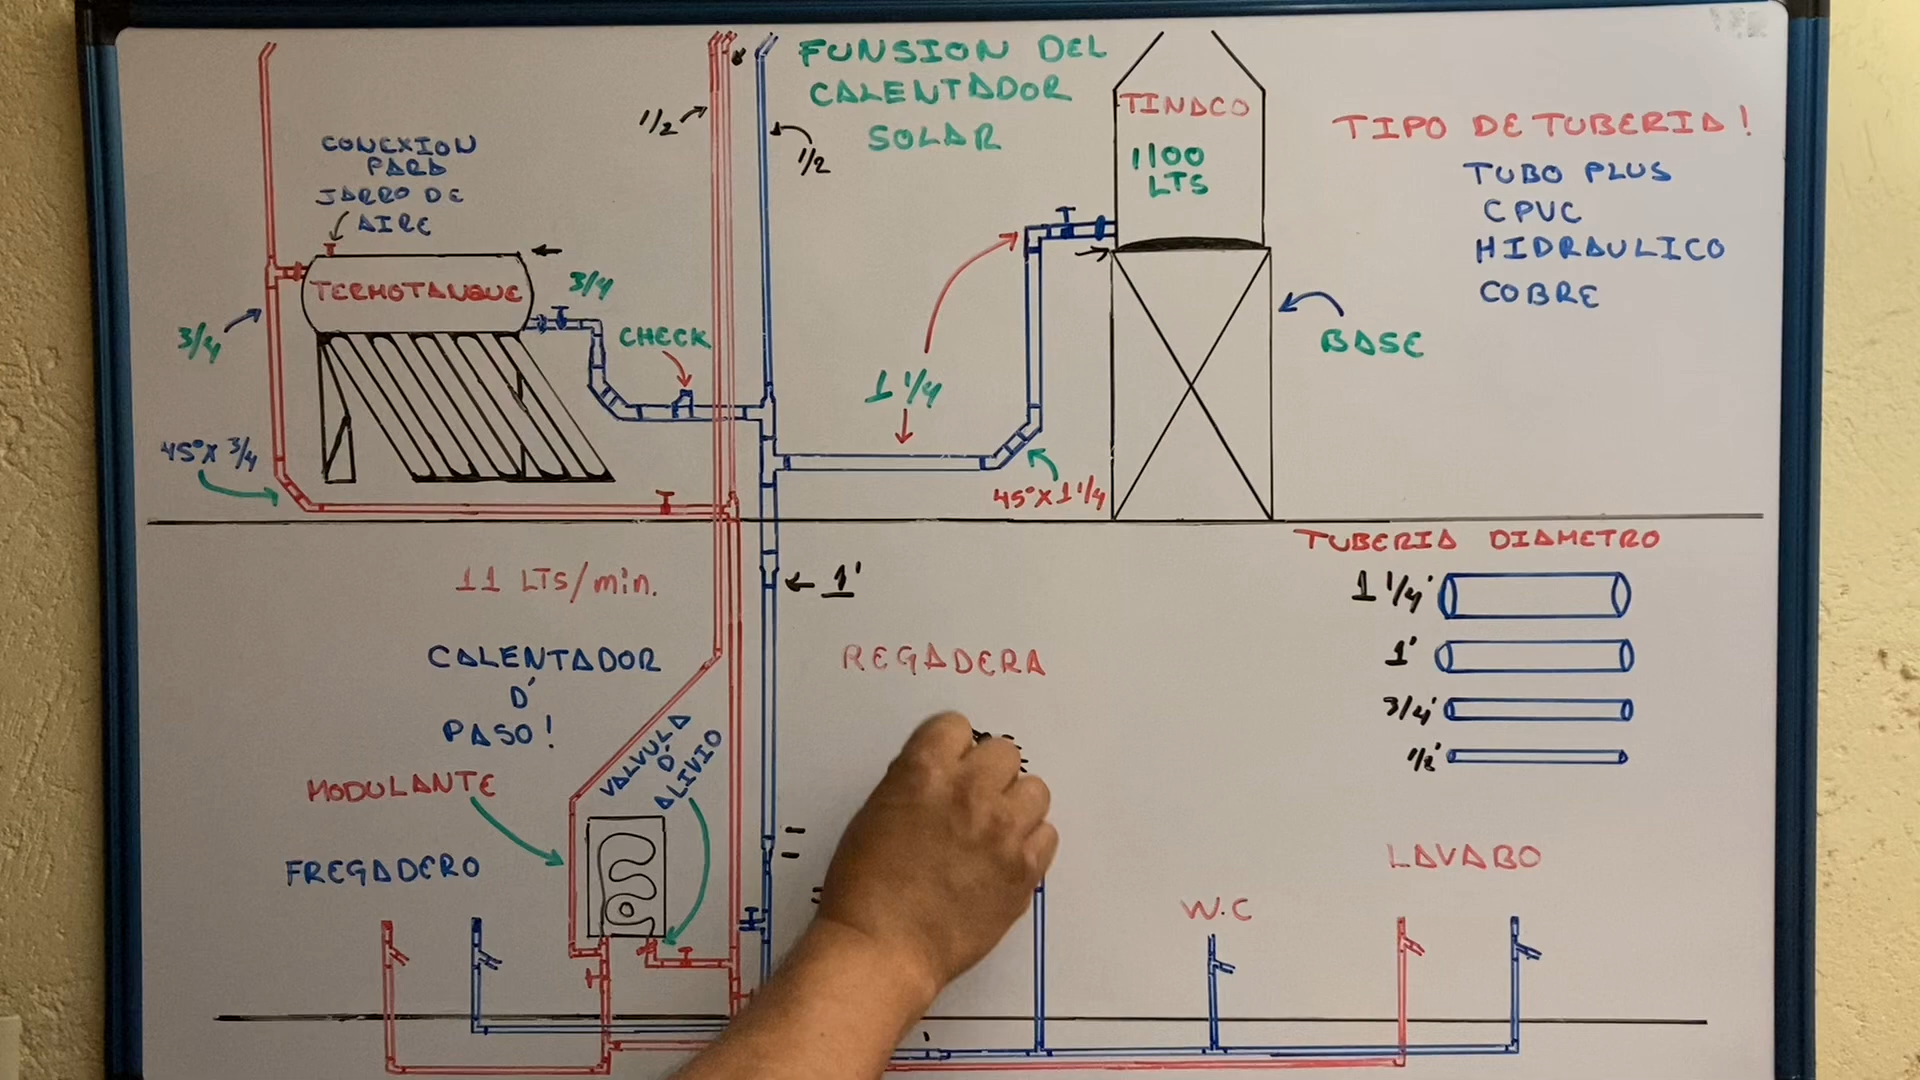 FUNSION DEL
CALENTADOR
SOLAR
1/2
1/2
TINACO
1100
LTS
TIPO DE TUBERIA!
TUBO PLUS
CPVC
HIDRAULICO
COBRE
CONEXION
PARA
JARRO DE
AIRE
TERMOTANQUE
3/4
3/4
CHECK
1 1/4
BASE
45° X 3/4
45° X 1 1/4
TUBERIA DIAMETRO
1 1/4'
1'
3/4'
1/2'
11 LTS/min.
1'
CALENTADOR
D'
PASO!
REGADERA
VALVULA
D'
ALIVIO
MODULANTE
FREGADERO
W.C
LAVABO